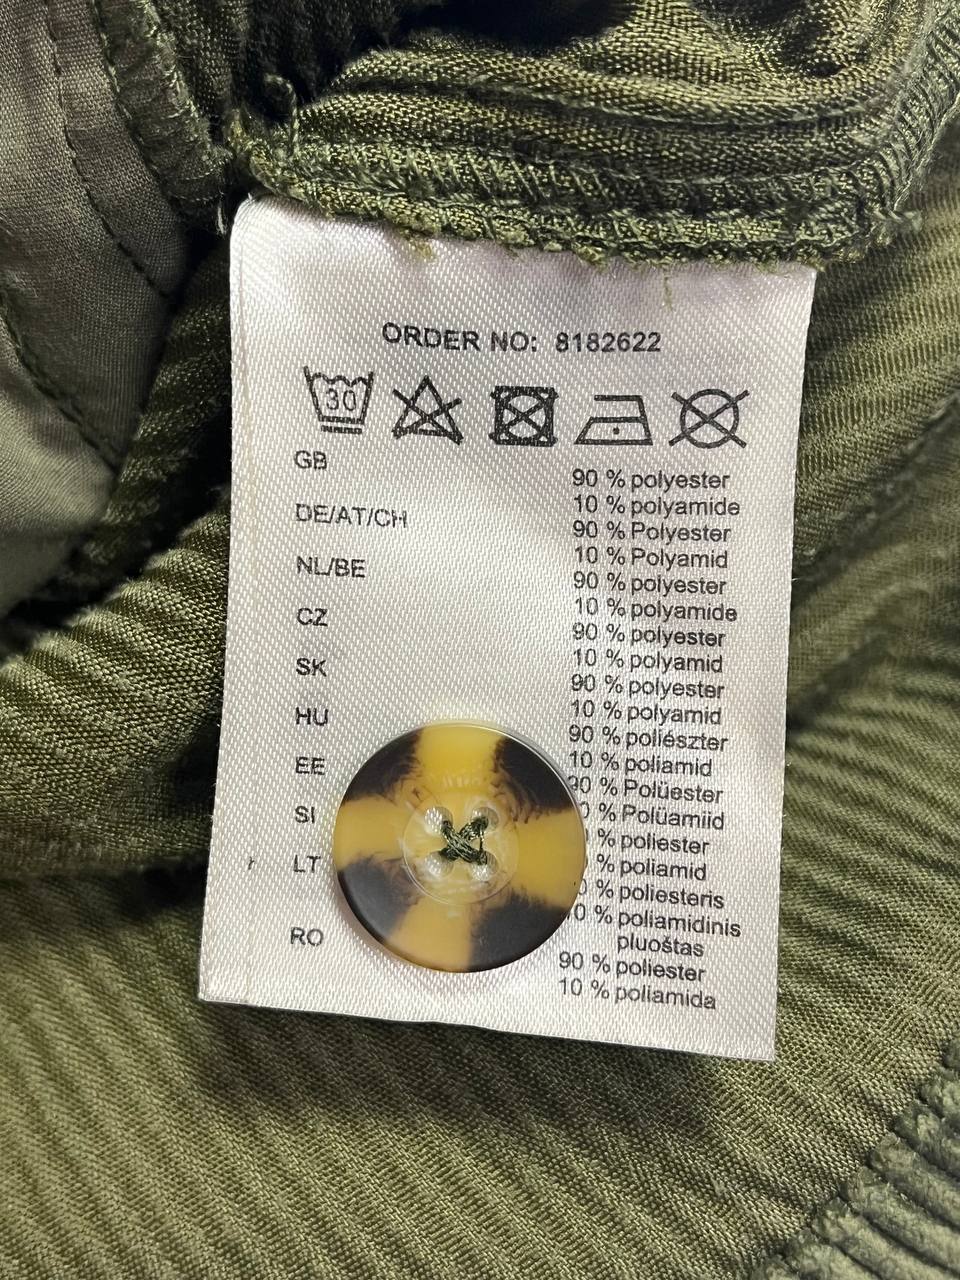 ORDER NO: 8182622
30
GB
90 % polyester
10 % polyamide
DE/AT/CH
90 % Polyester
10 % Polyamid
NL/BE
90 % polyester
10 % polyamide
CZ
90 % polyester
10 % polyamid
SK
90 % polyester
10 % polyamid
HU
90 % poliészter
10 % poliamid
EE
% Polüester
% Polüamiid
SI
% poliester
% poliamid
LT
% poliesteris
0 % poliamidinis
pluoštas
RO
90 % poliester
10 % poliamida